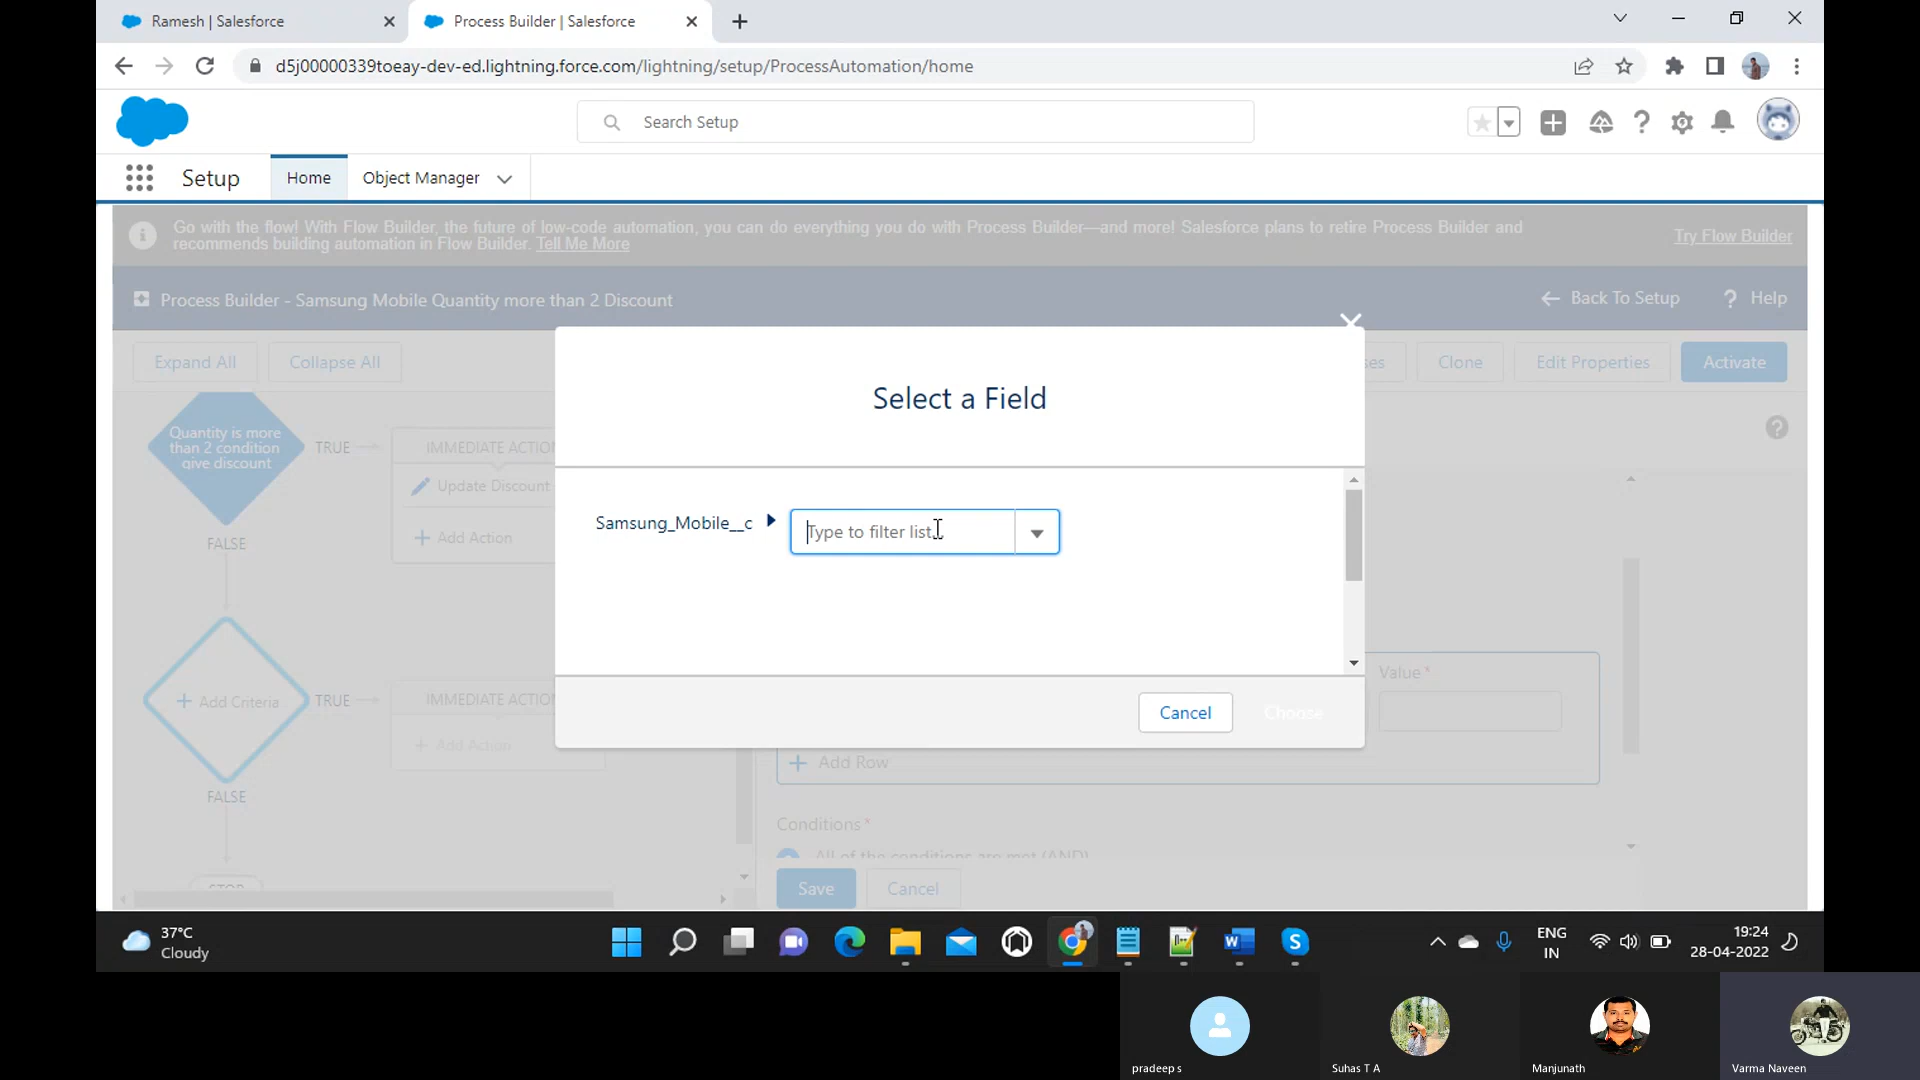 Ramesh | Salesforce
Process Builder | Salesforce
d5j00000339toeay-dev-ed.lightning.force.com/lightning/setup/ProcessAutomation/home
Search Setup
Setup
Home
Object Manager
Go with the flow! With Flow Builder, the future of low-code automation, you can do everything you do with Process Builder—and more! Salesforce plans to retire Process Builder and
recommends building automation in Flow Builder. Tell Me More
Try Flow Builder
Process Builder - Samsung Mobile Quantity more than 2 Discount
Back To Setup
? Help
Expand All
Collapse All
Clone
Edit Properties
Activate
Select a Field
Quantity is more
than 2 condition
give discount
TRUE
IMMEDIATE ACTION
Update Discount
+ Add Action
FALSE
Samsung_Mobile__c
Type to filter list
+ Add Criteria
TRUE
IMMEDIATE ACTION
+ Add Action
FALSE
STOP
Cancel
Choose
Value *
+ Add Row
Conditions *
All of the conditions are met (AND)
Save
Cancel
37°C
Cloudy
ENG
IN
19:24
28-04-2022
pradeep s
Suhas T A
Manjunath
Varma Naveen